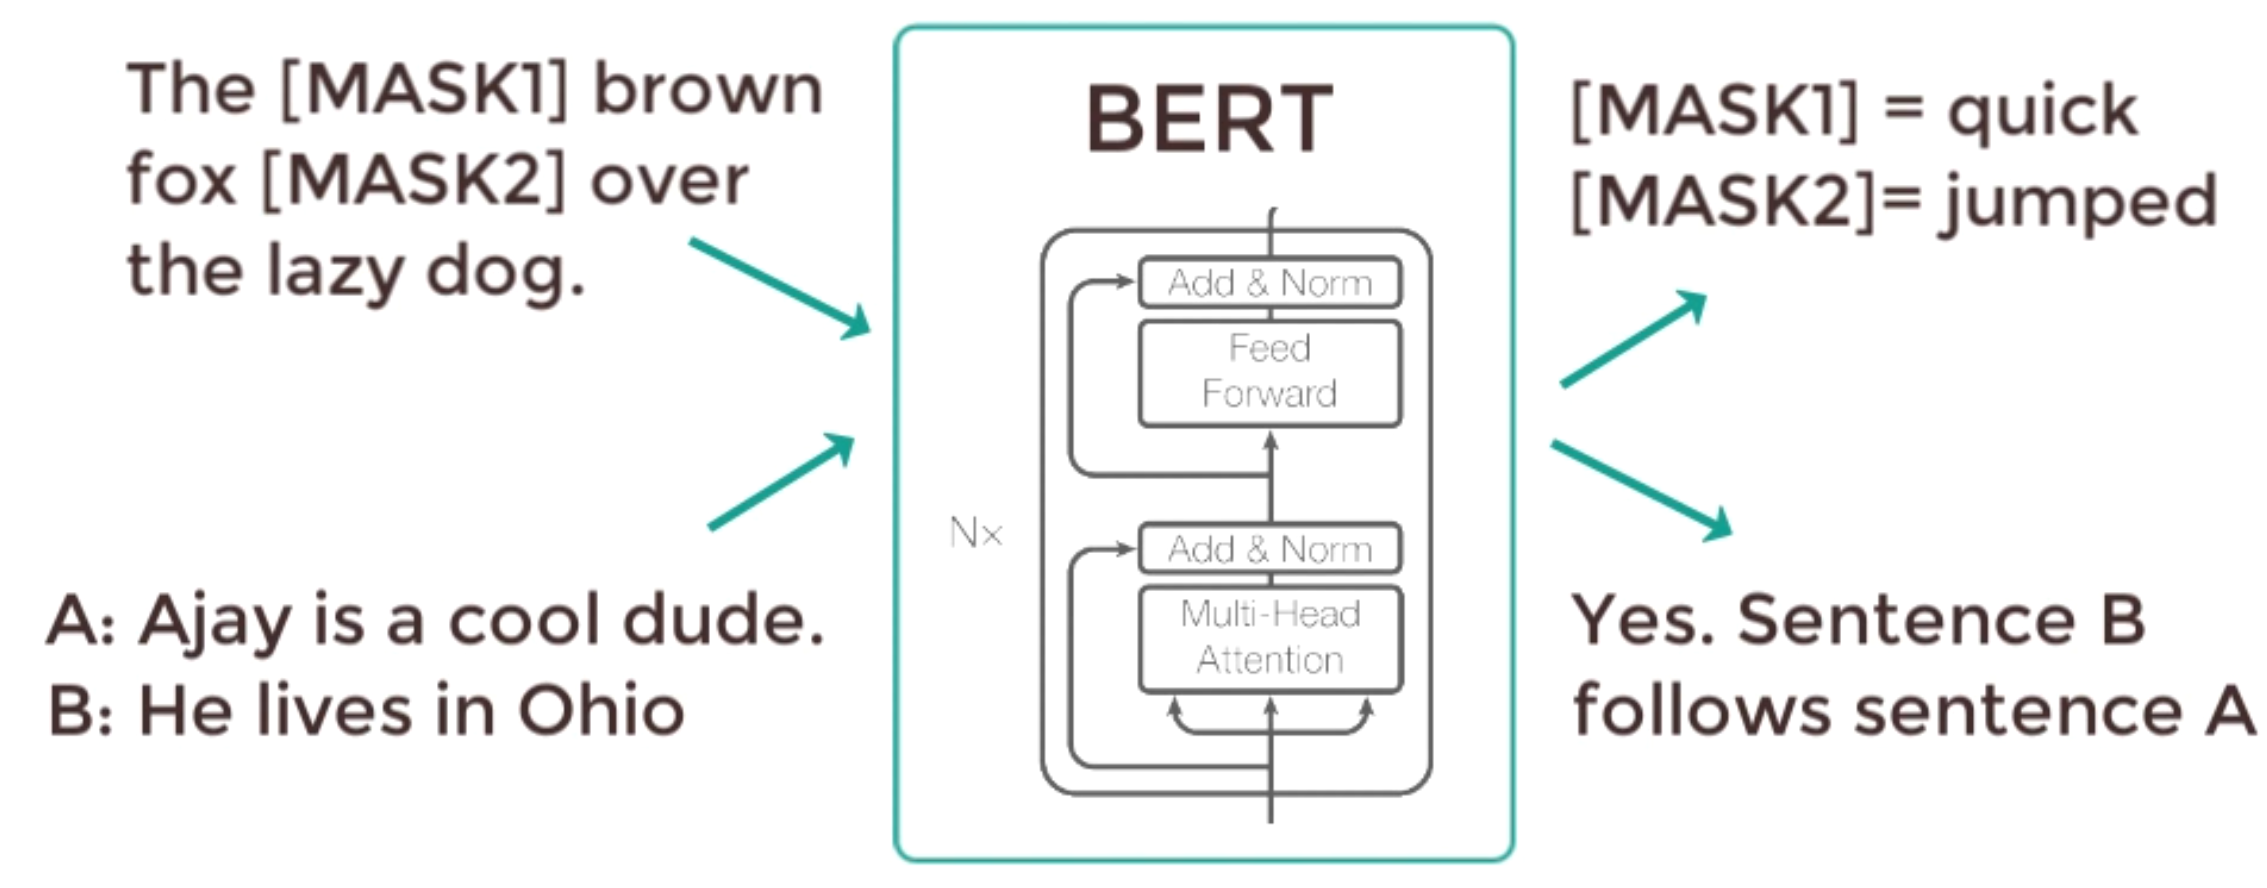 The [MASK1] brown
fox [MASK2] over
the lazy dog.
A: Ajay is a cool dude.
B: He lives in Ohio
BERT
Add & Norm
Feed
Forward
Nx
Add & Norm
Multi-Head
Attention
[MASK1] = quick
[MASK2]= jumped
Yes. Sentence B
follows sentence A